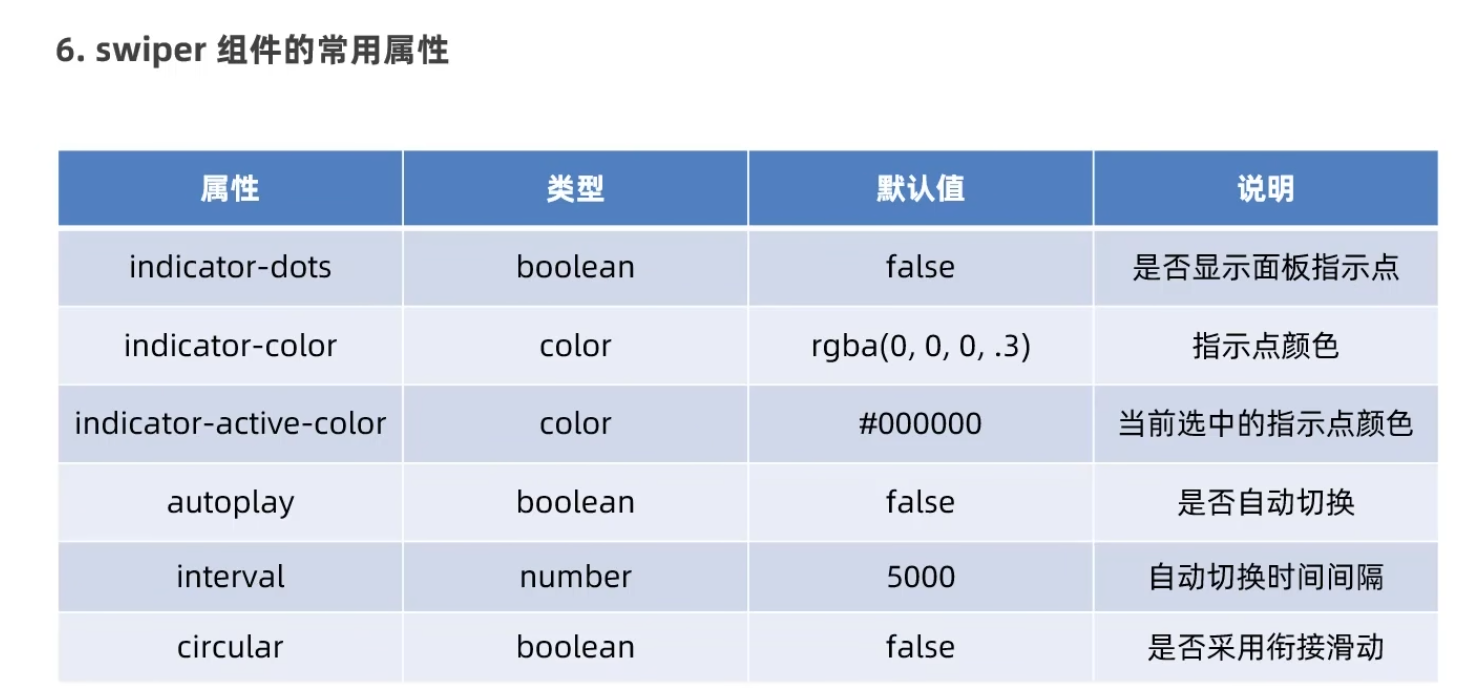 6. swiper 组件的常用属性
属性 类型 默认值 说明
indicator-dots boolean false 是否显示面板指示点
indicator-color color rgba(0, 0, 0, .3) 指示点颜色
indicator-active-color color #000000 当前选中的指示点颜色
autoplay boolean false 是否自动切换
interval number 5000 自动切换时间间隔
circular boolean false 是否采用衔接滑动